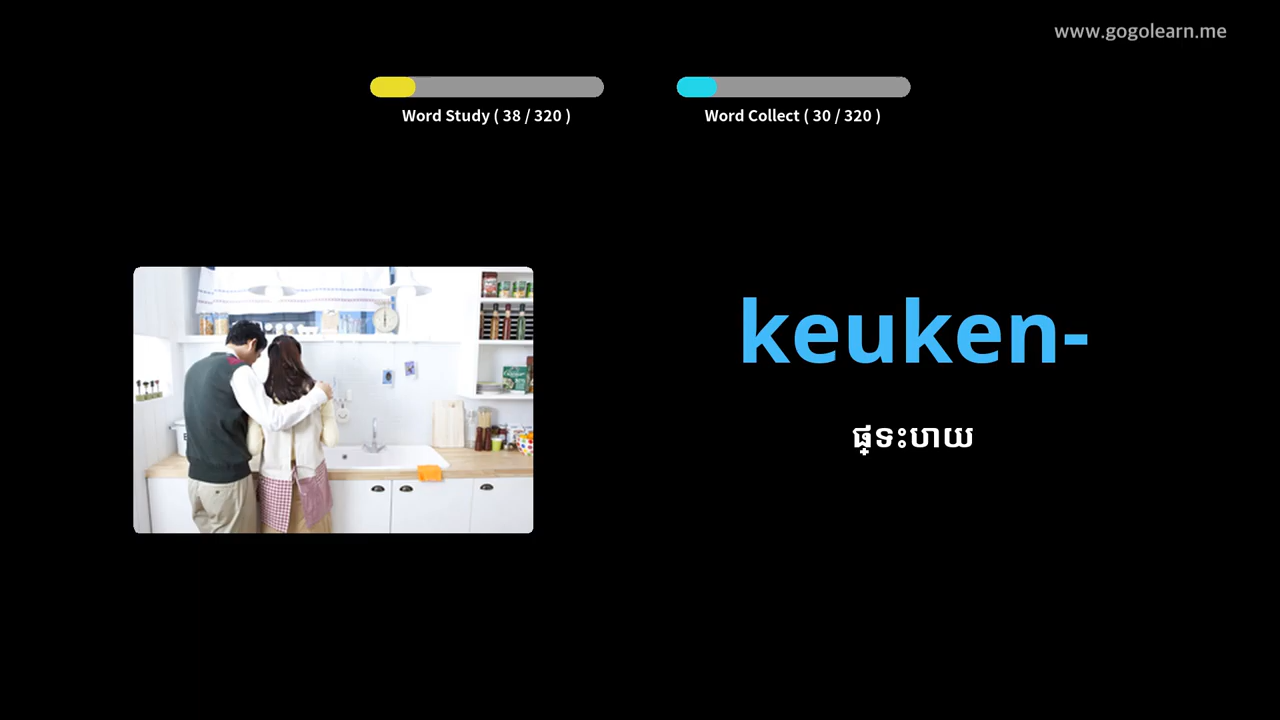 www.gogolearn.me
Word Study ( 38 / 320 )
Word Collect ( 30 / 320 )
keuken-
ផ្ទះបាយ